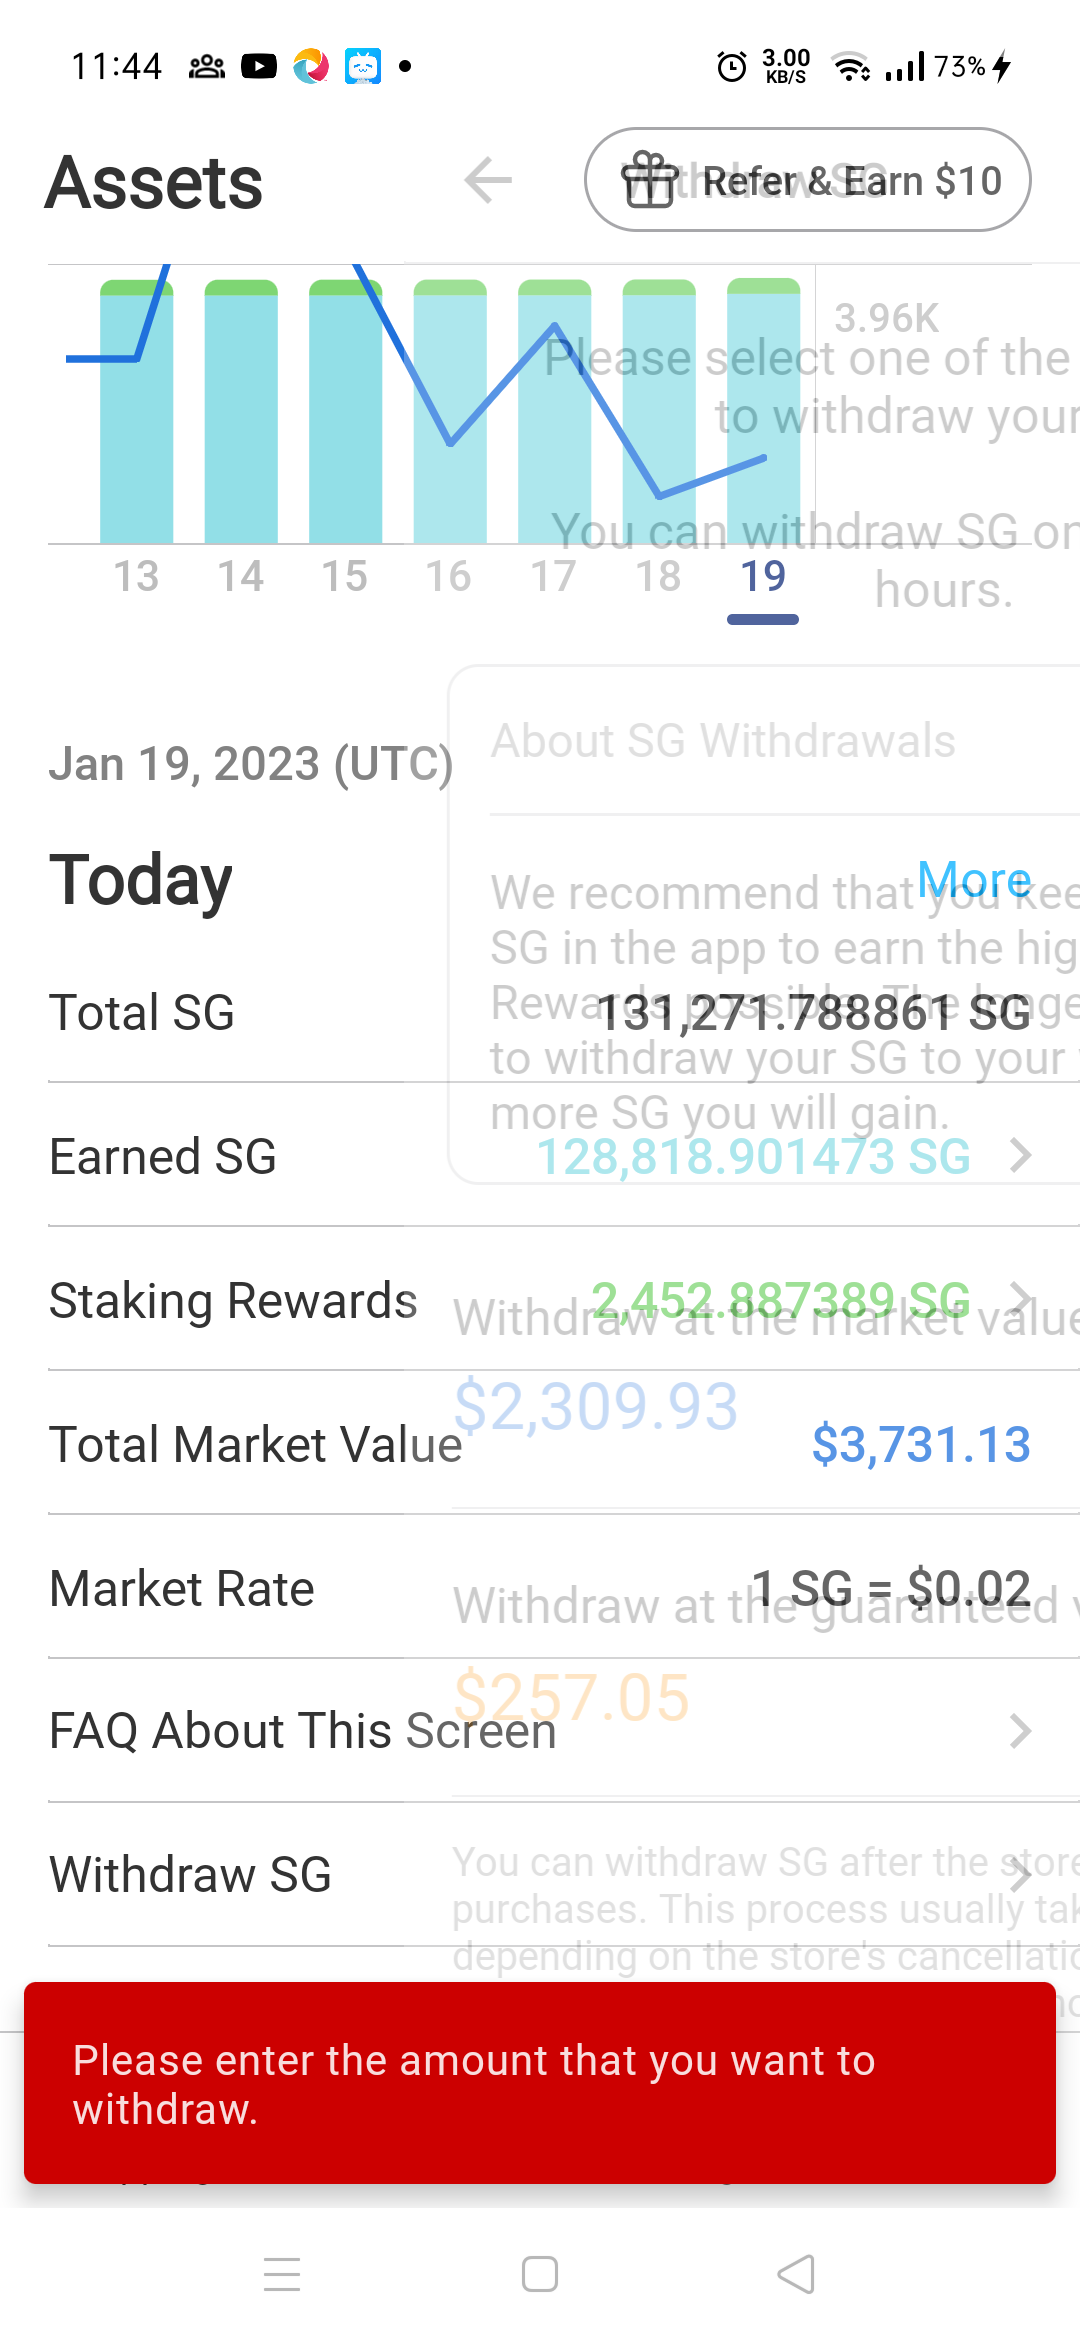 11:44
3.00
KB/S
73%
Assets
Withdraw SG
Refer & Earn $10
3.96K
Please select one of the
to withdraw your
You can withdraw SG on
hours.
13 14 15 16 17 18 19
About SG Withdrawals
Jan 19, 2023 (UTC)
Today
More
We recommend that you kee
SG in the app to earn the hig
Total SG
131,271.788861 SG
Rewards possible. The longe
to withdraw your SG to your
more SG you will gain.
Earned SG
128,818.901473 SG
Staking Rewards
2,452.887389 SG
Withdraw at the market value
$2,309.93
Total Market Value
$3,731.13
Market Rate
1 SG = $0.02
Withdraw at the guaranteed v
$257.05
FAQ About This Screen
Withdraw SG
You can withdraw SG after the store
purchases. This process usually tak
depending on the store's cancellatio
Please enter the amount that you want to
withdraw.